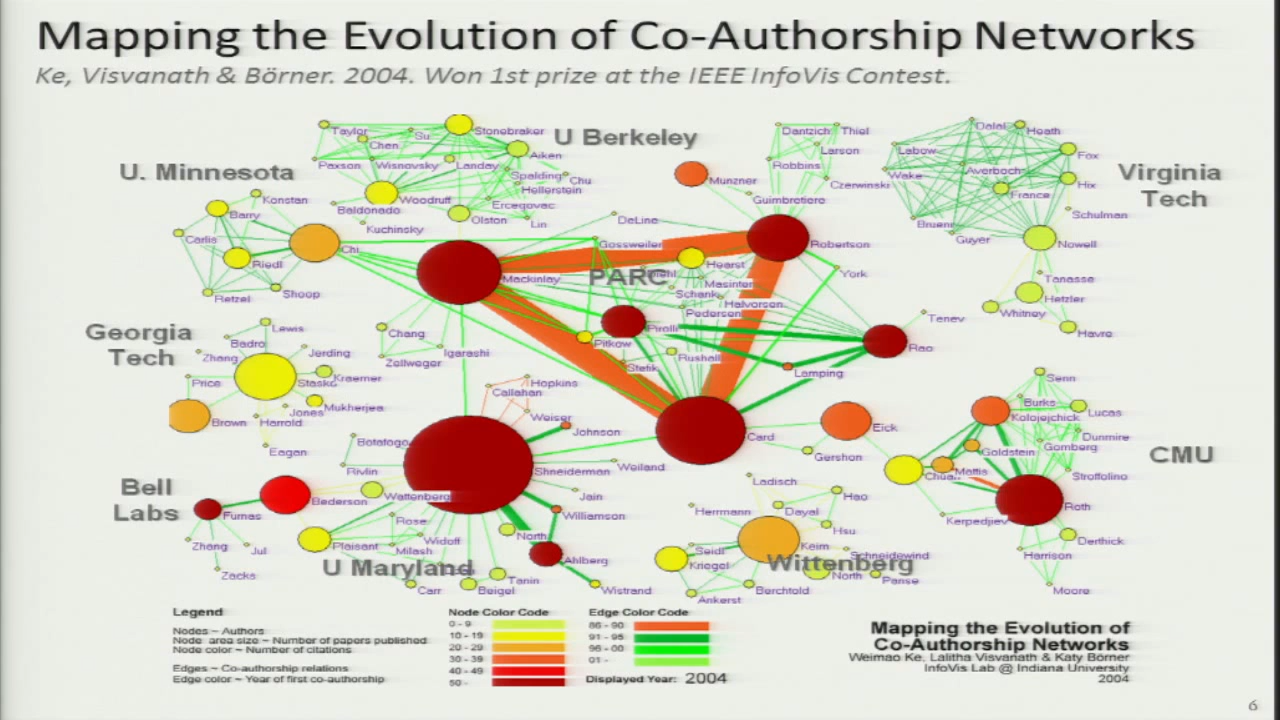 Mapping the Evolution of Co-Authorship Networks
Ke, Visvanath & Börner. 2004. Won 1st prize at the IEEE InfoVis Contest.
Taylor
Su
Stonebraker
U Berkeley
Dantzich
Thiel
Dalal
Heath
Chen
Aiken
Larson
Labow
Fox
Paxson
Wisnovsky
Landay
Robbins
Averboch
U. Minnesota
Spalding
Chu
Munzner
Czerwinski
Wake
Hix
Virginia
Tech
Hellerstein
France
Konstan
Woodruff
Ercegovac
Guimbretiere
Barry
Baldonado
Olston
Lin
DeLine
Bruen
Schulman
Kuchinsky
Guyer
Nowell
Carlis
Chi
Gossweiler
Robertson
Riedl
Mackinlay
PARC
Hearst
York
Tanasse
Masinter
Retzel
Shoop
Schank
Halvorsen
Hetzler
Pedersen
Whitney
Georgia
Tech
Lewis
Chang
Pirolli
Tenev
Havre
Badro
Pitkow
Rao
Zhang
Jerding
Igarashi
Zellweger
Rushall
Lamping
Price
Stasko
Kraemer
Hopkins
Callahan
Senn
Jones
Mukherjea
Burks
Lucas
Brown
Harrold
Weiser
Kolojejchick
Johnson
Card
Eick
Dunmire
Eagan
Botafogo
Goldstein
Gomberg
CMU
Rivlin
Shneiderman
Weiland
Gershon
Mattis
Stroffolino
Bell
Labs
Wattenberg
Jain
Ladisch
Hao
Furnas
Bederson
Williamson
Herrmann
Dayal
Roth
Rose
Kerpedjiev
Hsu
Zhang
Jul
Plaisant
Widoff
North
Ahlberg
Seidl
Keim
Derthick
Milash
Schneidewind
Harrison
Zacks
U Maryland
Kriegel
Wittenberg
Tanin
North
Panse
Carr
Beigel
Wistrand
Ankerst
Berchtold
Moore
Legend
Node Color Code
Edge Color Code
0 - 9
86 - 90
Nodes ~ Authors
10 - 19
91 - 95
Node area size ~ Number of papers published
20 - 29
96 - 00
Node color ~ Number of citations
30 - 39
01 -
Edges ~ Co-authorship relations
40 - 49
Edge color ~ Year of first co-authorship
50 -
Displayed Year: 2004
Mapping the Evolution of
Co-Authorship Networks
Weimao Ke, Lalitha Visvanath & Katy Börner
InfoVis Lab @ Indiana University
2004
6